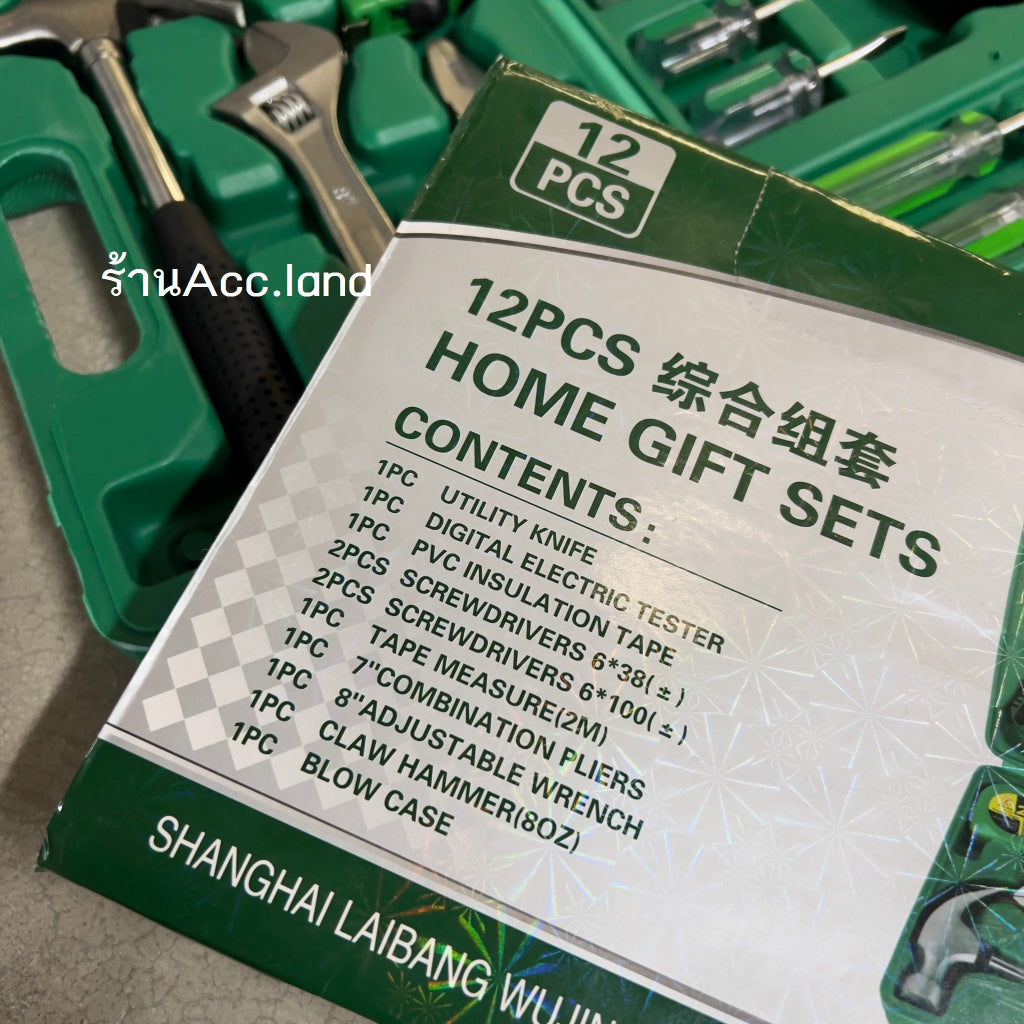 12
PCS
ร้านAcc.land
12PCS 综合组套
HOME GIFT SETS
CONTENTS:
1PC UTILITY KNIFE
1PC DIGITAL ELECTRIC TESTER
1PC PVC INSULATION TAPE
2PCS SCREWDRIVERS 6*38(±)
2PCS SCREWDRIVERS 6*100(±)
1PC TAPE MEASURE(2M)
1PC 7"COMBINATION PLIERS
1PC 8"ADJUSTABLE WRENCH
1PC CLAW HAMMER(8OZ)
1PC BLOW CASE
SHANGHAI LAIBANG WUJIN